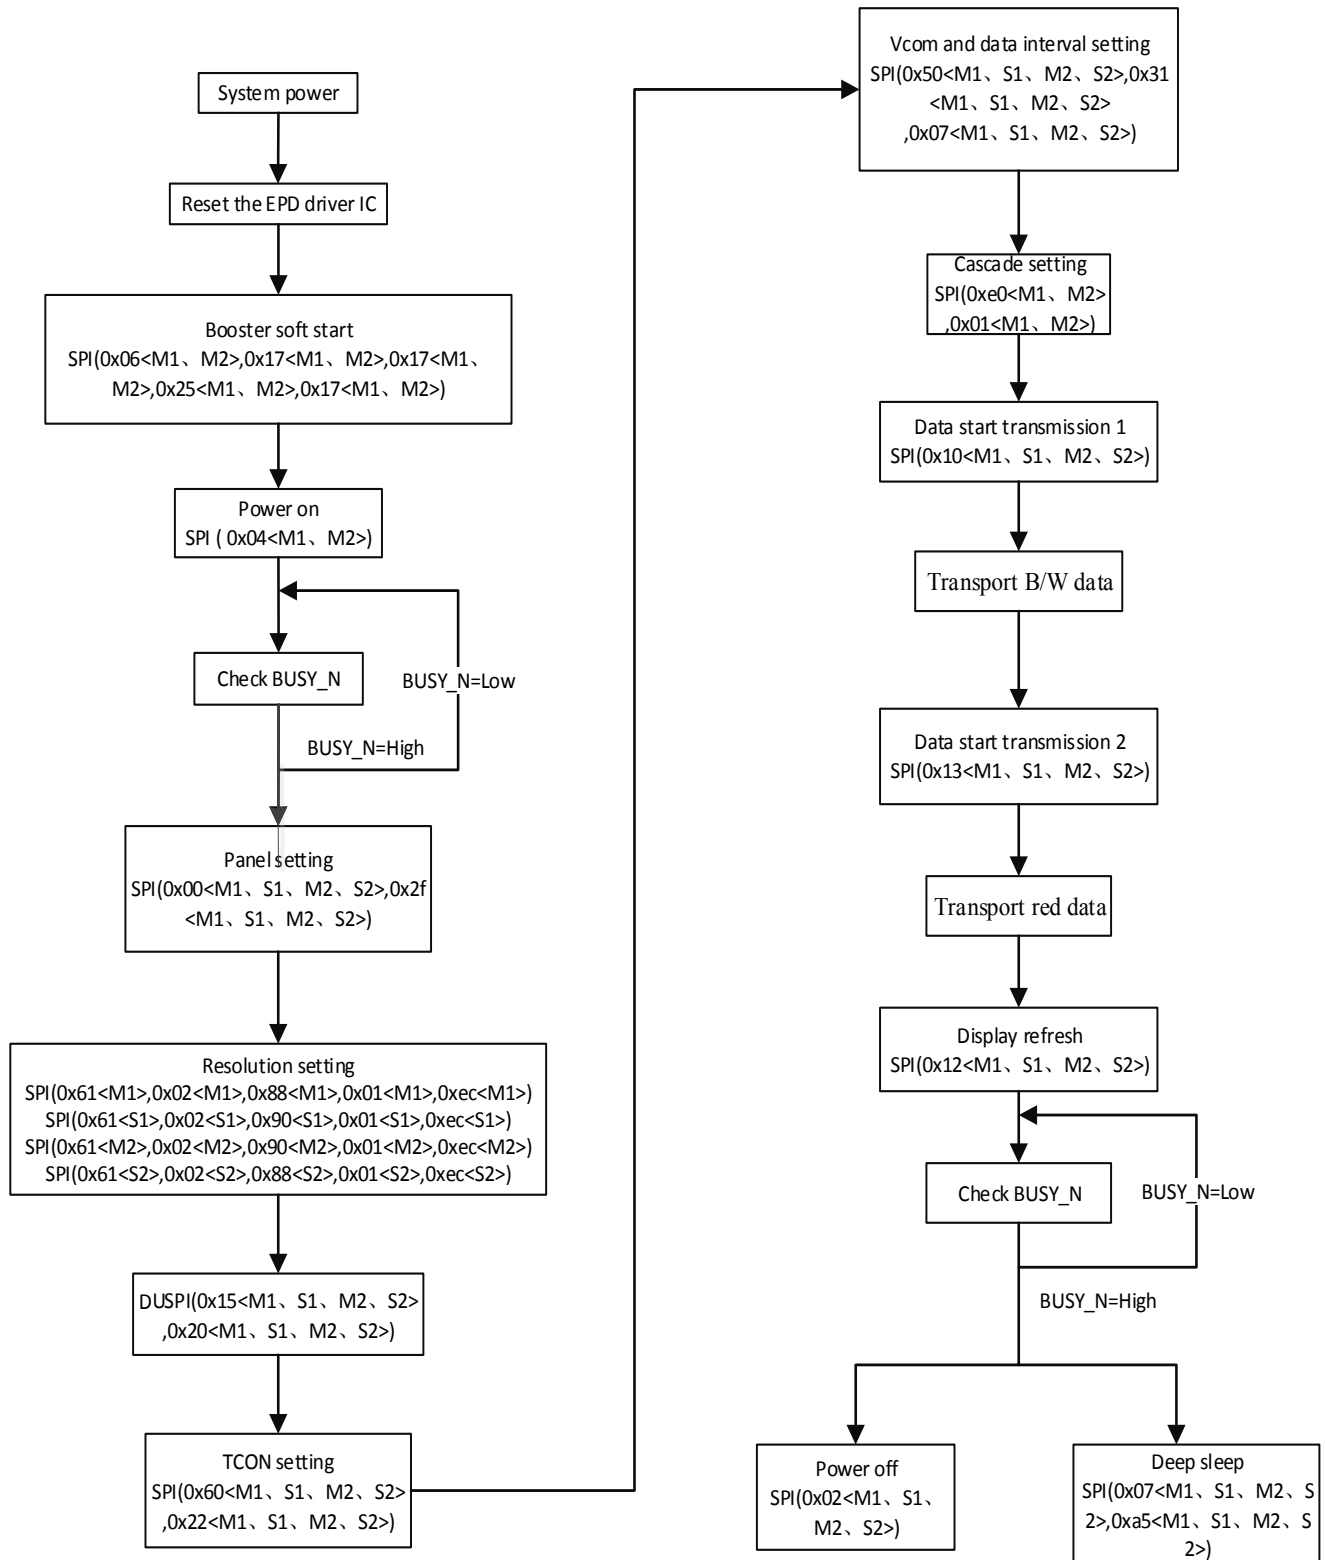 System power
Reset the EPD driver IC
Booster soft start
SPI(0x06<M1、M2>,0x17<M1、M2>,0x17<M1、
M2>,0x25<M1、M2>,0x17<M1、M2>)
Power on
SPI ( 0x04<M1、M2>)
Check BUSY_N
BUSY_N=Low
BUSY_N=High
Panel setting
SPI(0x00<M1、S1、M2、S2>,0x2f
<M1、S1、M2、S2>)
Resolution setting
SPI(0x61<M1>,0x02<M1>,0x88<M1>,0x01<M1>,0xec<M1>)
SPI(0x61<S1>,0x02<S1>,0x90<S1>,0x01<S1>,0xec<S1>)
SPI(0x61<M2>,0x02<M2>,0x90<M2>,0x01<M2>,0xec<M2>)
SPI(0x61<S2>,0x02<S2>,0x88<S2>,0x01<S2>,0xec<S2>)
DUSPI(0x15<M1、S1、M2、S2>
,0x20<M1、S1、M2、S2>)
TCON setting
SPI(0x60<M1、S1、M2、S2>
,0x22<M1、S1、M2、S2>)
Vcom and data interval setting
SPI(0x50<M1、S1、M2、S2>,0x31
<M1、S1、M2、S2>
,0x07<M1、S1、M2、S2>)
Cascade setting
SPI(0xe0<M1、M2>
,0x01<M1、M2>)
Data start transmission 1
SPI(0x10<M1、S1、M2、S2>)
Transport B/W data
Data start transmission 2
SPI(0x13<M1、S1、M2、S2>)
Transport red data
Display refresh
SPI(0x12<M1、S1、M2、S2>)
Check BUSY_N
BUSY_N=Low
BUSY_N=High
Power off
SPI(0x02<M1、S1、
M2、S2>)
Deep sleep
SPI(0x07<M1、S1、M2、S
2>,0xa5<M1、S1、M2、S
2>)